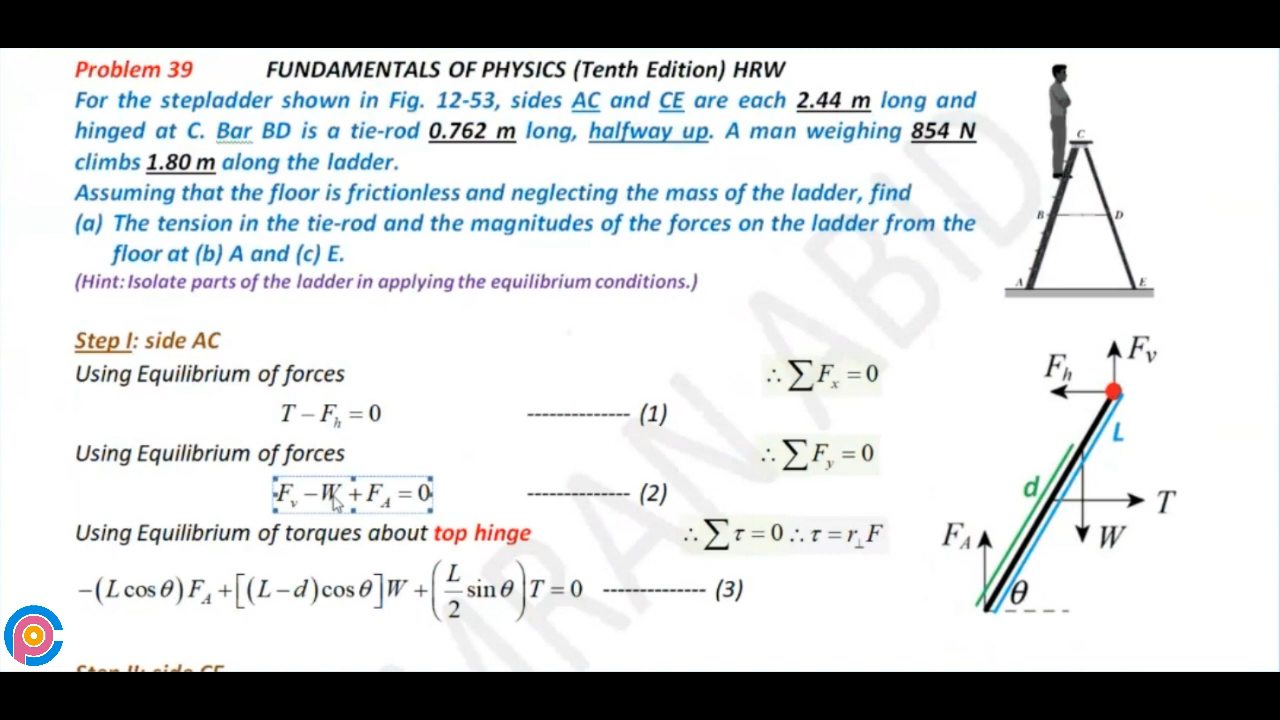 Problem 39 FUNDAMENTALS OF PHYSICS (Tenth Edition) HRW
For the stepladder shown in Fig. 12-53, sides AC and CE are each 2.44 m long and
hinged at C. Bar BD is a tie-rod 0.762 m long, halfway up. A man weighing 854 N
climbs 1.80 m along the ladder.
Assuming that the floor is frictionless and neglecting the mass of the ladder, find
(a) The tension in the tie-rod and the magnitudes of the forces on the ladder from the
floor at (b) A and (c) E.
(Hint: Isolate parts of the ladder in applying the equilibrium conditions.)
C
B D
A E
Step I: side AC
Using Equilibrium of forces ∴ ∑ F_x = 0
T − F_h = 0 -------------- (1)
Using Equilibrium of forces ∴ ∑ F_y = 0
F_v − W + F_A = 0 -------------- (2)
Using Equilibrium of torques about top hinge ∴ ∑ τ = 0 ∴ τ = r_⊥ F
−(L cos θ) F_A + [(L − d) cos θ] W + (L/2 sin θ) T = 0 -------------- (3)
Step II: side CE
F_h F_v
L
d
T
F_A W
θ
MRAN ABID